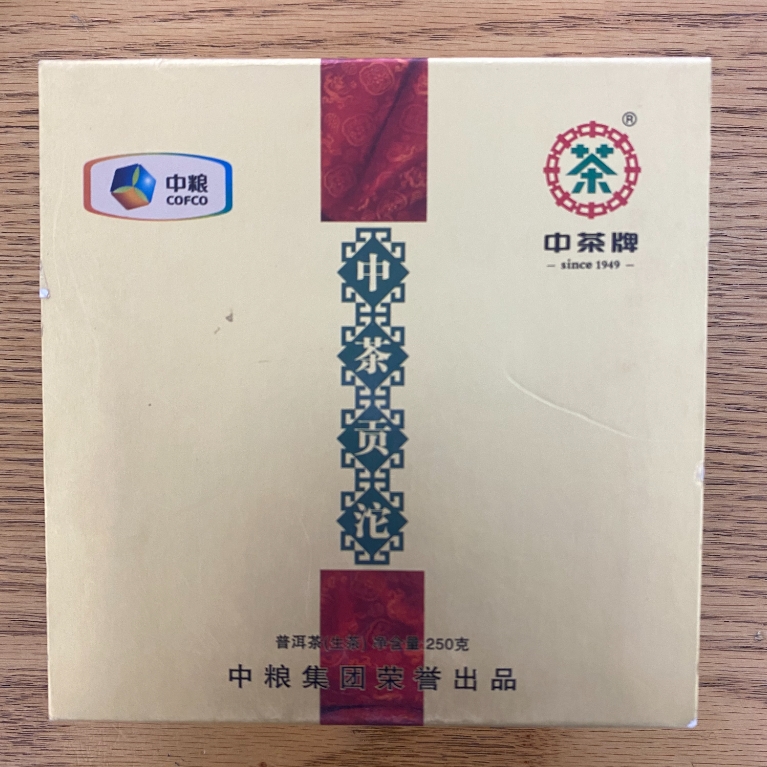 中粮
COFCO
茶
®
中茶牌
– since 1949 –
中
茶
贡
沱
普洱茶(生茶) 净含量:250克
中粮集团荣誉出品